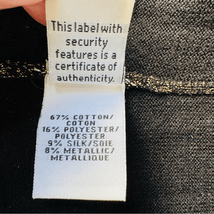 This label with
security
features is a
certificate of
authenticity.
67% COTTON/
COTON
16% POLYESTER/
POLYESTER
9% SILK/SOIE
8% METALLIC/
METALLIQUE